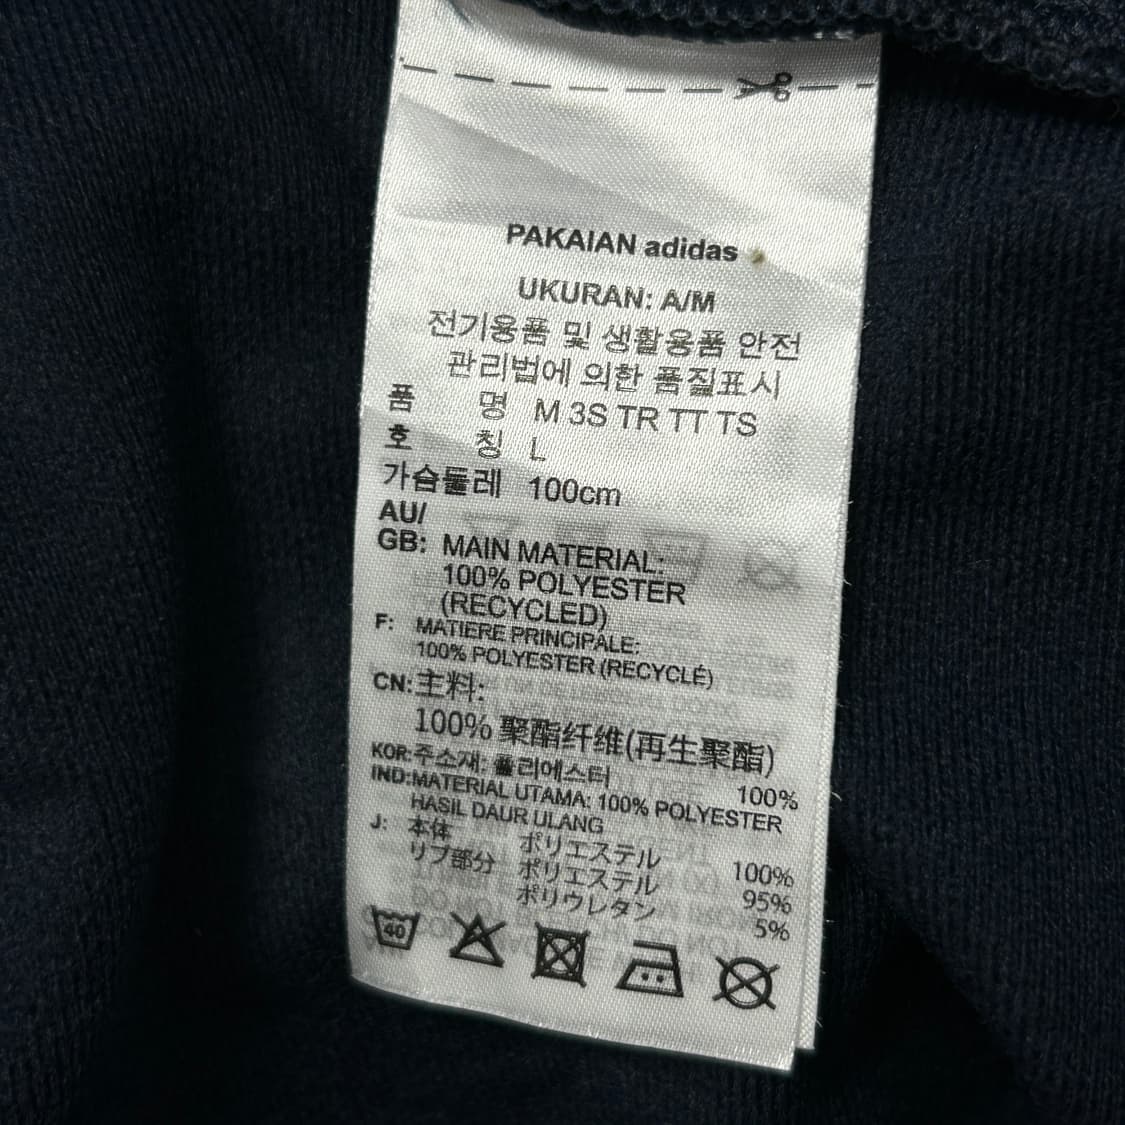 PAKAIAN adidas
UKURAN: A/M
전기용품 및 생활용품 안전
관리법에 의한 품질표시
품 명 M 3S TR TT TS
호 칭 L
가슴둘레 100cm
AU/
GB: MAIN MATERIAL:
100% POLYESTER
(RECYCLED)
F: MATIERE PRINCIPALE:
100% POLYESTER (RECYCLÉ)
CN: 主料:
100% 聚酯纤维(再生聚酯)
KOR: 주소재: 폴리에스터 100%
IND: MATERIAL UTAMA: 100% POLYESTER
HASIL DAUR ULANG
J: 本体 ポリエステル 100%
リブ部分 ポリエステル 95%
ポリウレタン 5%
40